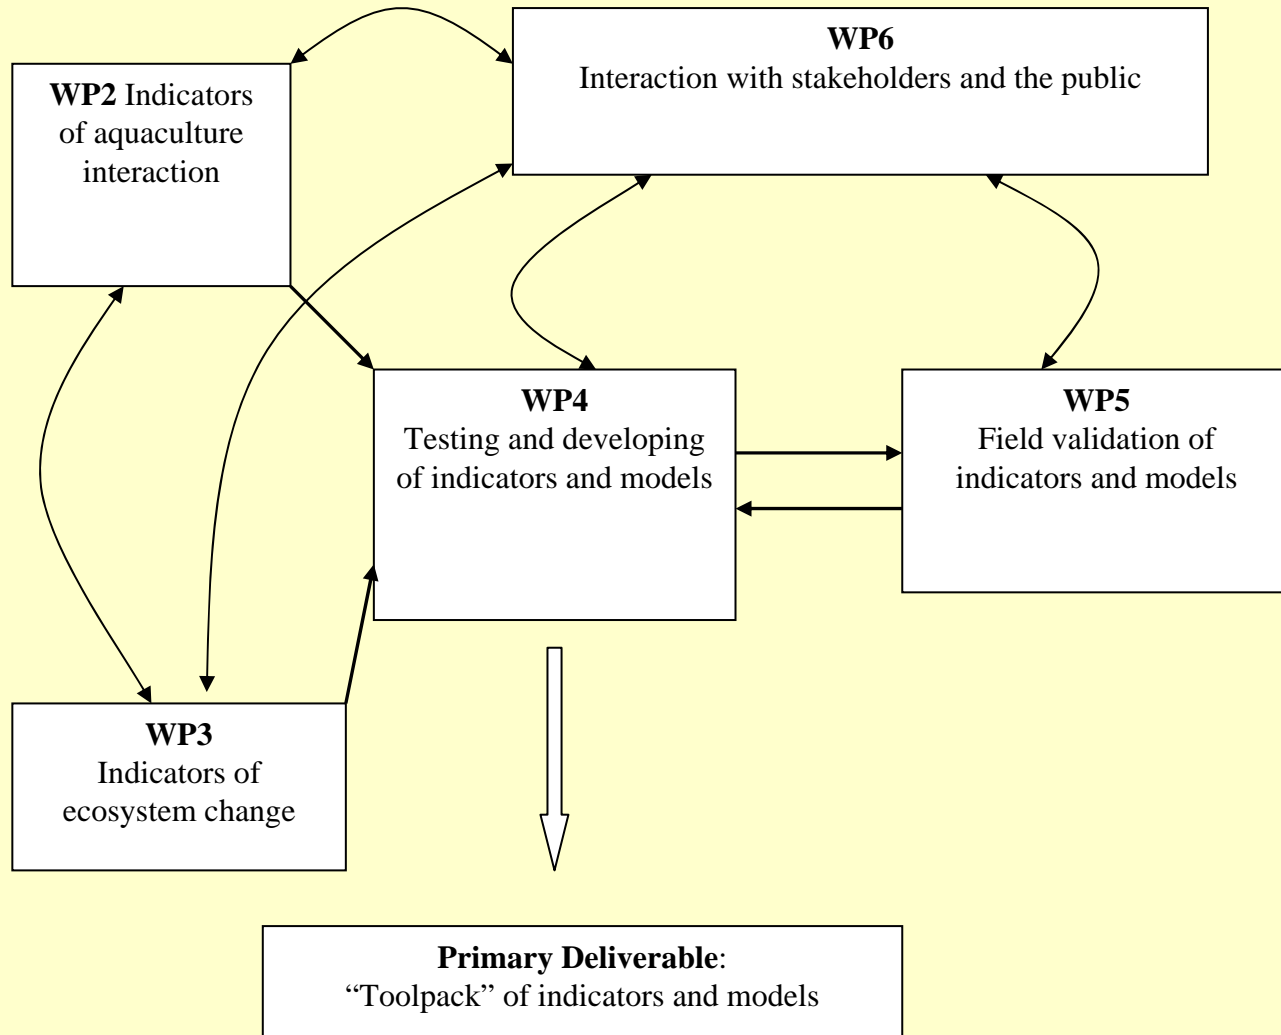 WP6
Interaction with stakeholders and the public
WP2 Indicators
of aquaculture
interaction
WP4
Testing and developing
of indicators and models
WP5
Field validation of
indicators and models
WP3
Indicators of
ecosystem change
Primary Deliverable:
“Toolpack” of indicators and models